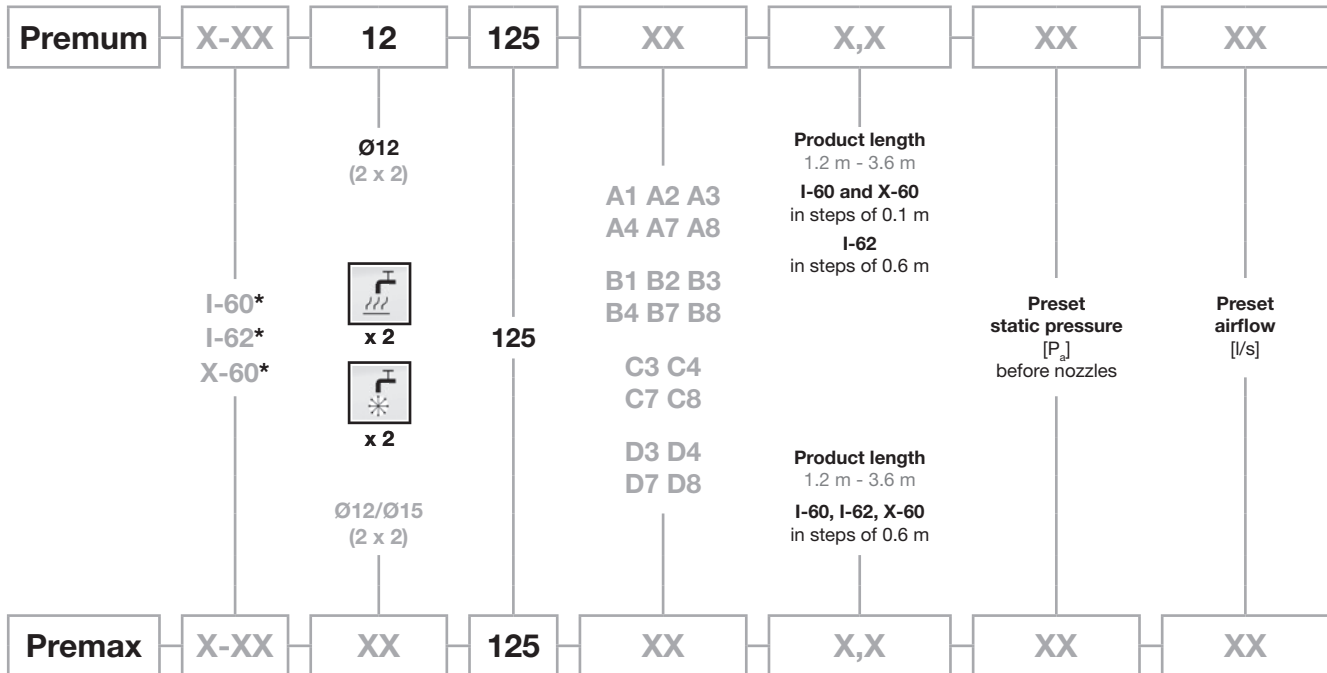 Premum X-XX 12 125 XX X,X XX XX
Ø12
(2 x 2)
x 2
x 2
Ø12/Ø15
(2 x 2)
I-60*
I-62*
X-60*
125
A1 A2 A3
A4 A7 A8
B1 B2 B3
B4 B7 B8
C3 C4
C7 C8
D3 D4
D7 D8
Product length
1.2 m - 3.6 m
I-60 and X-60
in steps of 0.1 m
I-62
in steps of 0.6 m
Product length
1.2 m - 3.6 m
I-60, I-62, X-60
in steps of 0.6 m
Preset
static pressure
[Pa]
before nozzles
Preset
airflow
[l/s]
Premax X-XX XX 125 XX X,X XX XX